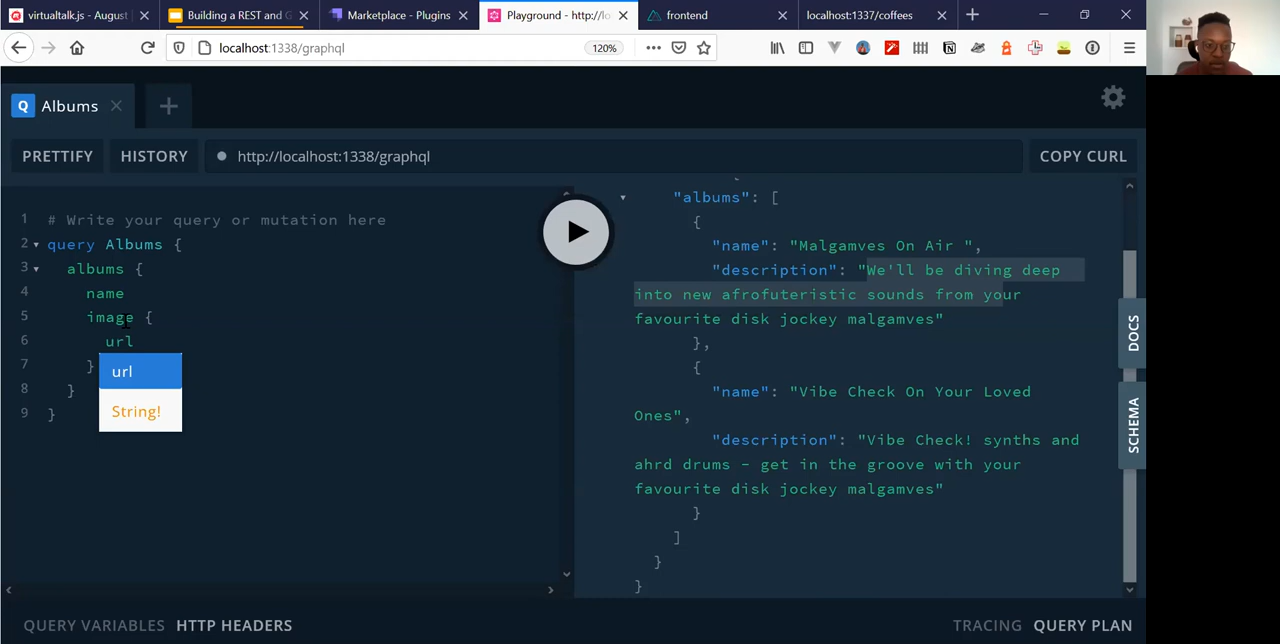 virtualtalk.js - August
Building a REST and G
Marketplace - Plugins
Playground - http://lo
frontend
localhost:1337/coffees
localhost:1338/graphql
120%
Q Albums
PRETTIFY
HISTORY
http://localhost:1338/graphql
COPY CURL
1 # Write your query or mutation here
2 query Albums {
3 albums {
4 name
5 image {
6 url
7 }
8 }
9 }
url
String!
"albums": [
{
"name": "Malgamves On Air ",
"description": "We'll be diving deep
into new afrofuteristic sounds from your
favourite disk jockey malgamves"
},
{
"name": "Vibe Check On Your Loved
Ones",
"description": "Vibe Check! synths and
ahrd drums - get in the groove with your
favourite disk jockey malgamves"
}
]
}
}
DOCS
SCHEMA
QUERY VARIABLES
HTTP HEADERS
TRACING
QUERY PLAN